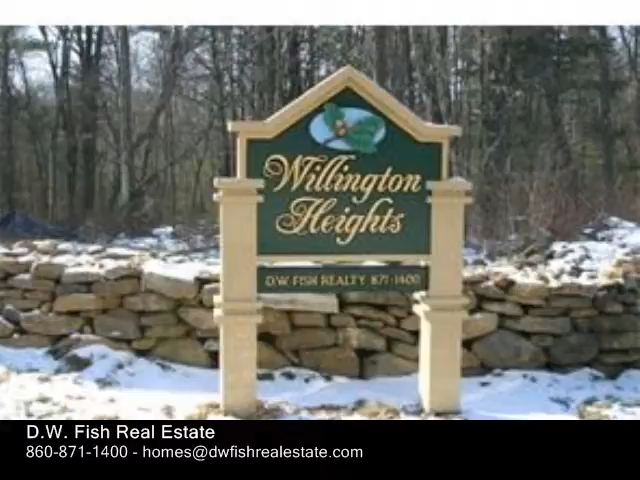 Willington
Heights
D.W. FISH REALTY 871-1400
D.W. Fish Real Estate
860-871-1400 - homes@dwfishrealestate.com